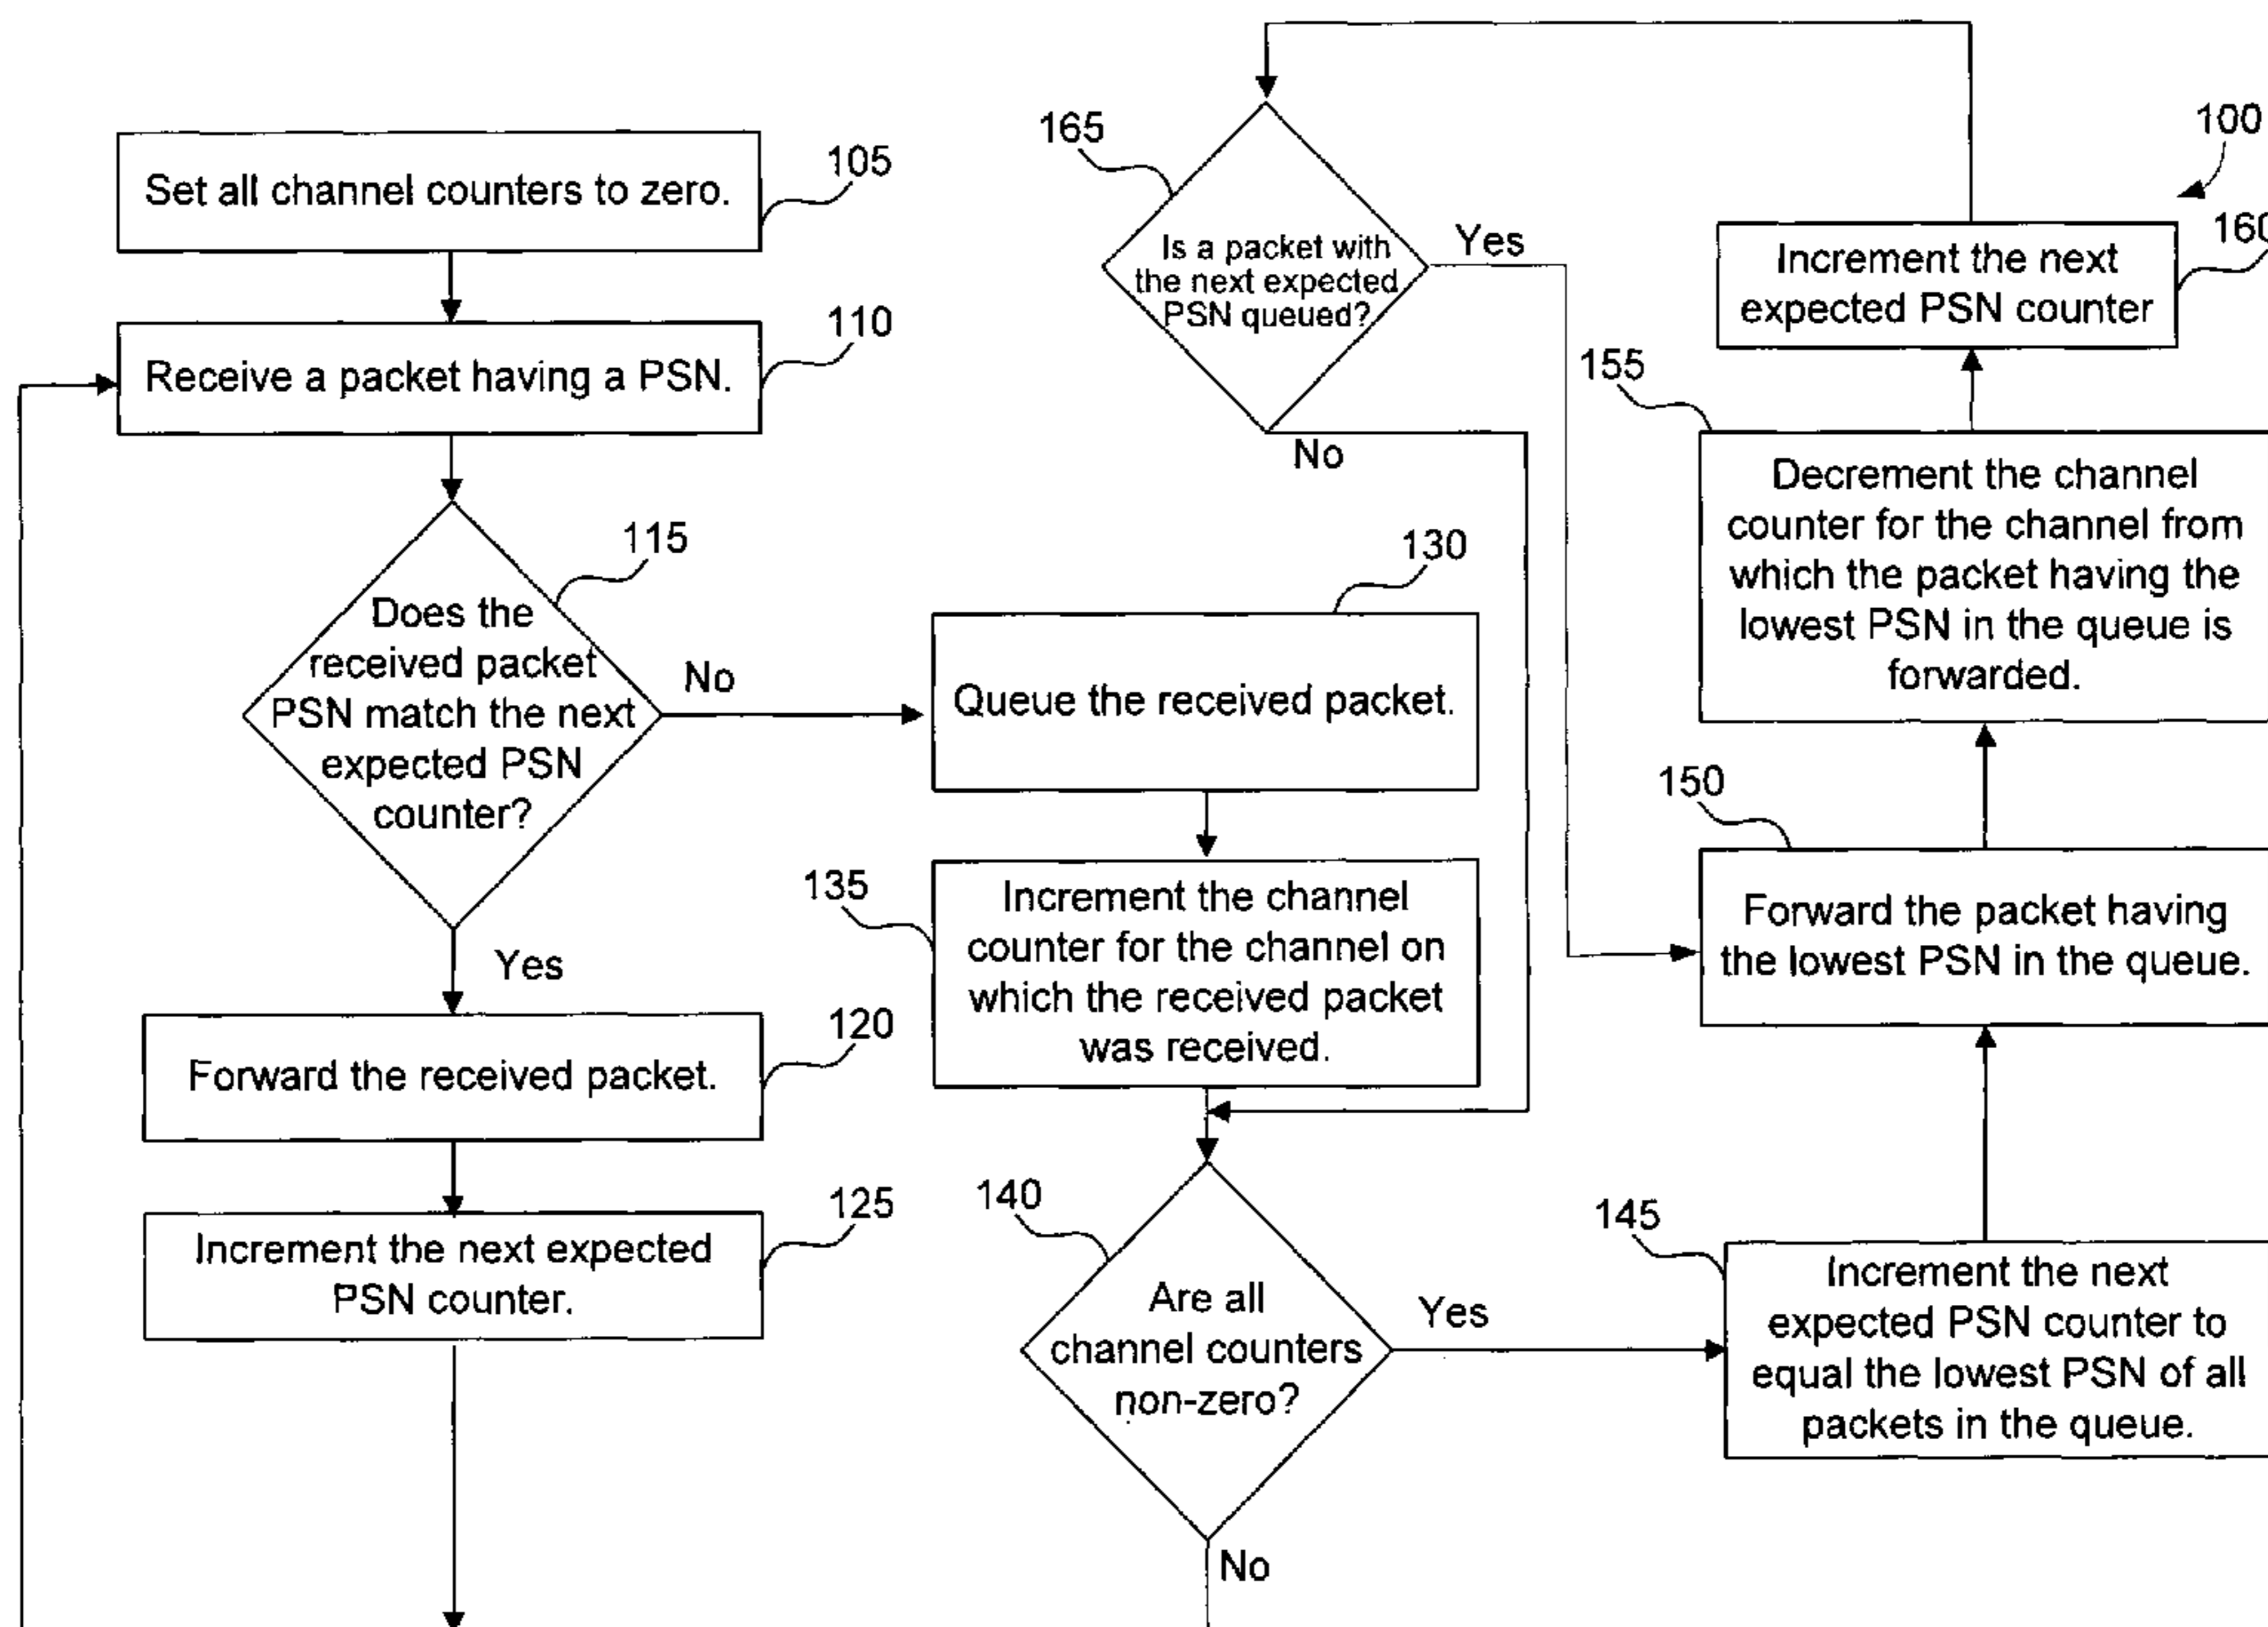 Set all channel counters to zero.
105
Receive a packet having a PSN.
110
Does the
received packet
PSN match the next
expected PSN
counter?
115
No
Yes
Forward the received packet.
120
Increment the next expected
PSN counter.
125
130
Queue the received packet.
135
Increment the channel
counter for the channel on
which the received packet
was received.
140
Are all
channel counters
non-zero?
Yes
No
145
Increment the next
expected PSN counter to
equal the lowest PSN of all
packets in the queue.
150
Forward the packet having
the lowest PSN in the queue.
155
Decrement the channel
counter for the channel from
which the packet having the
lowest PSN in the queue is
forwarded.
160
Increment the next
expected PSN counter
100
165
Is a packet with
the next expected
PSN queued?
Yes
No